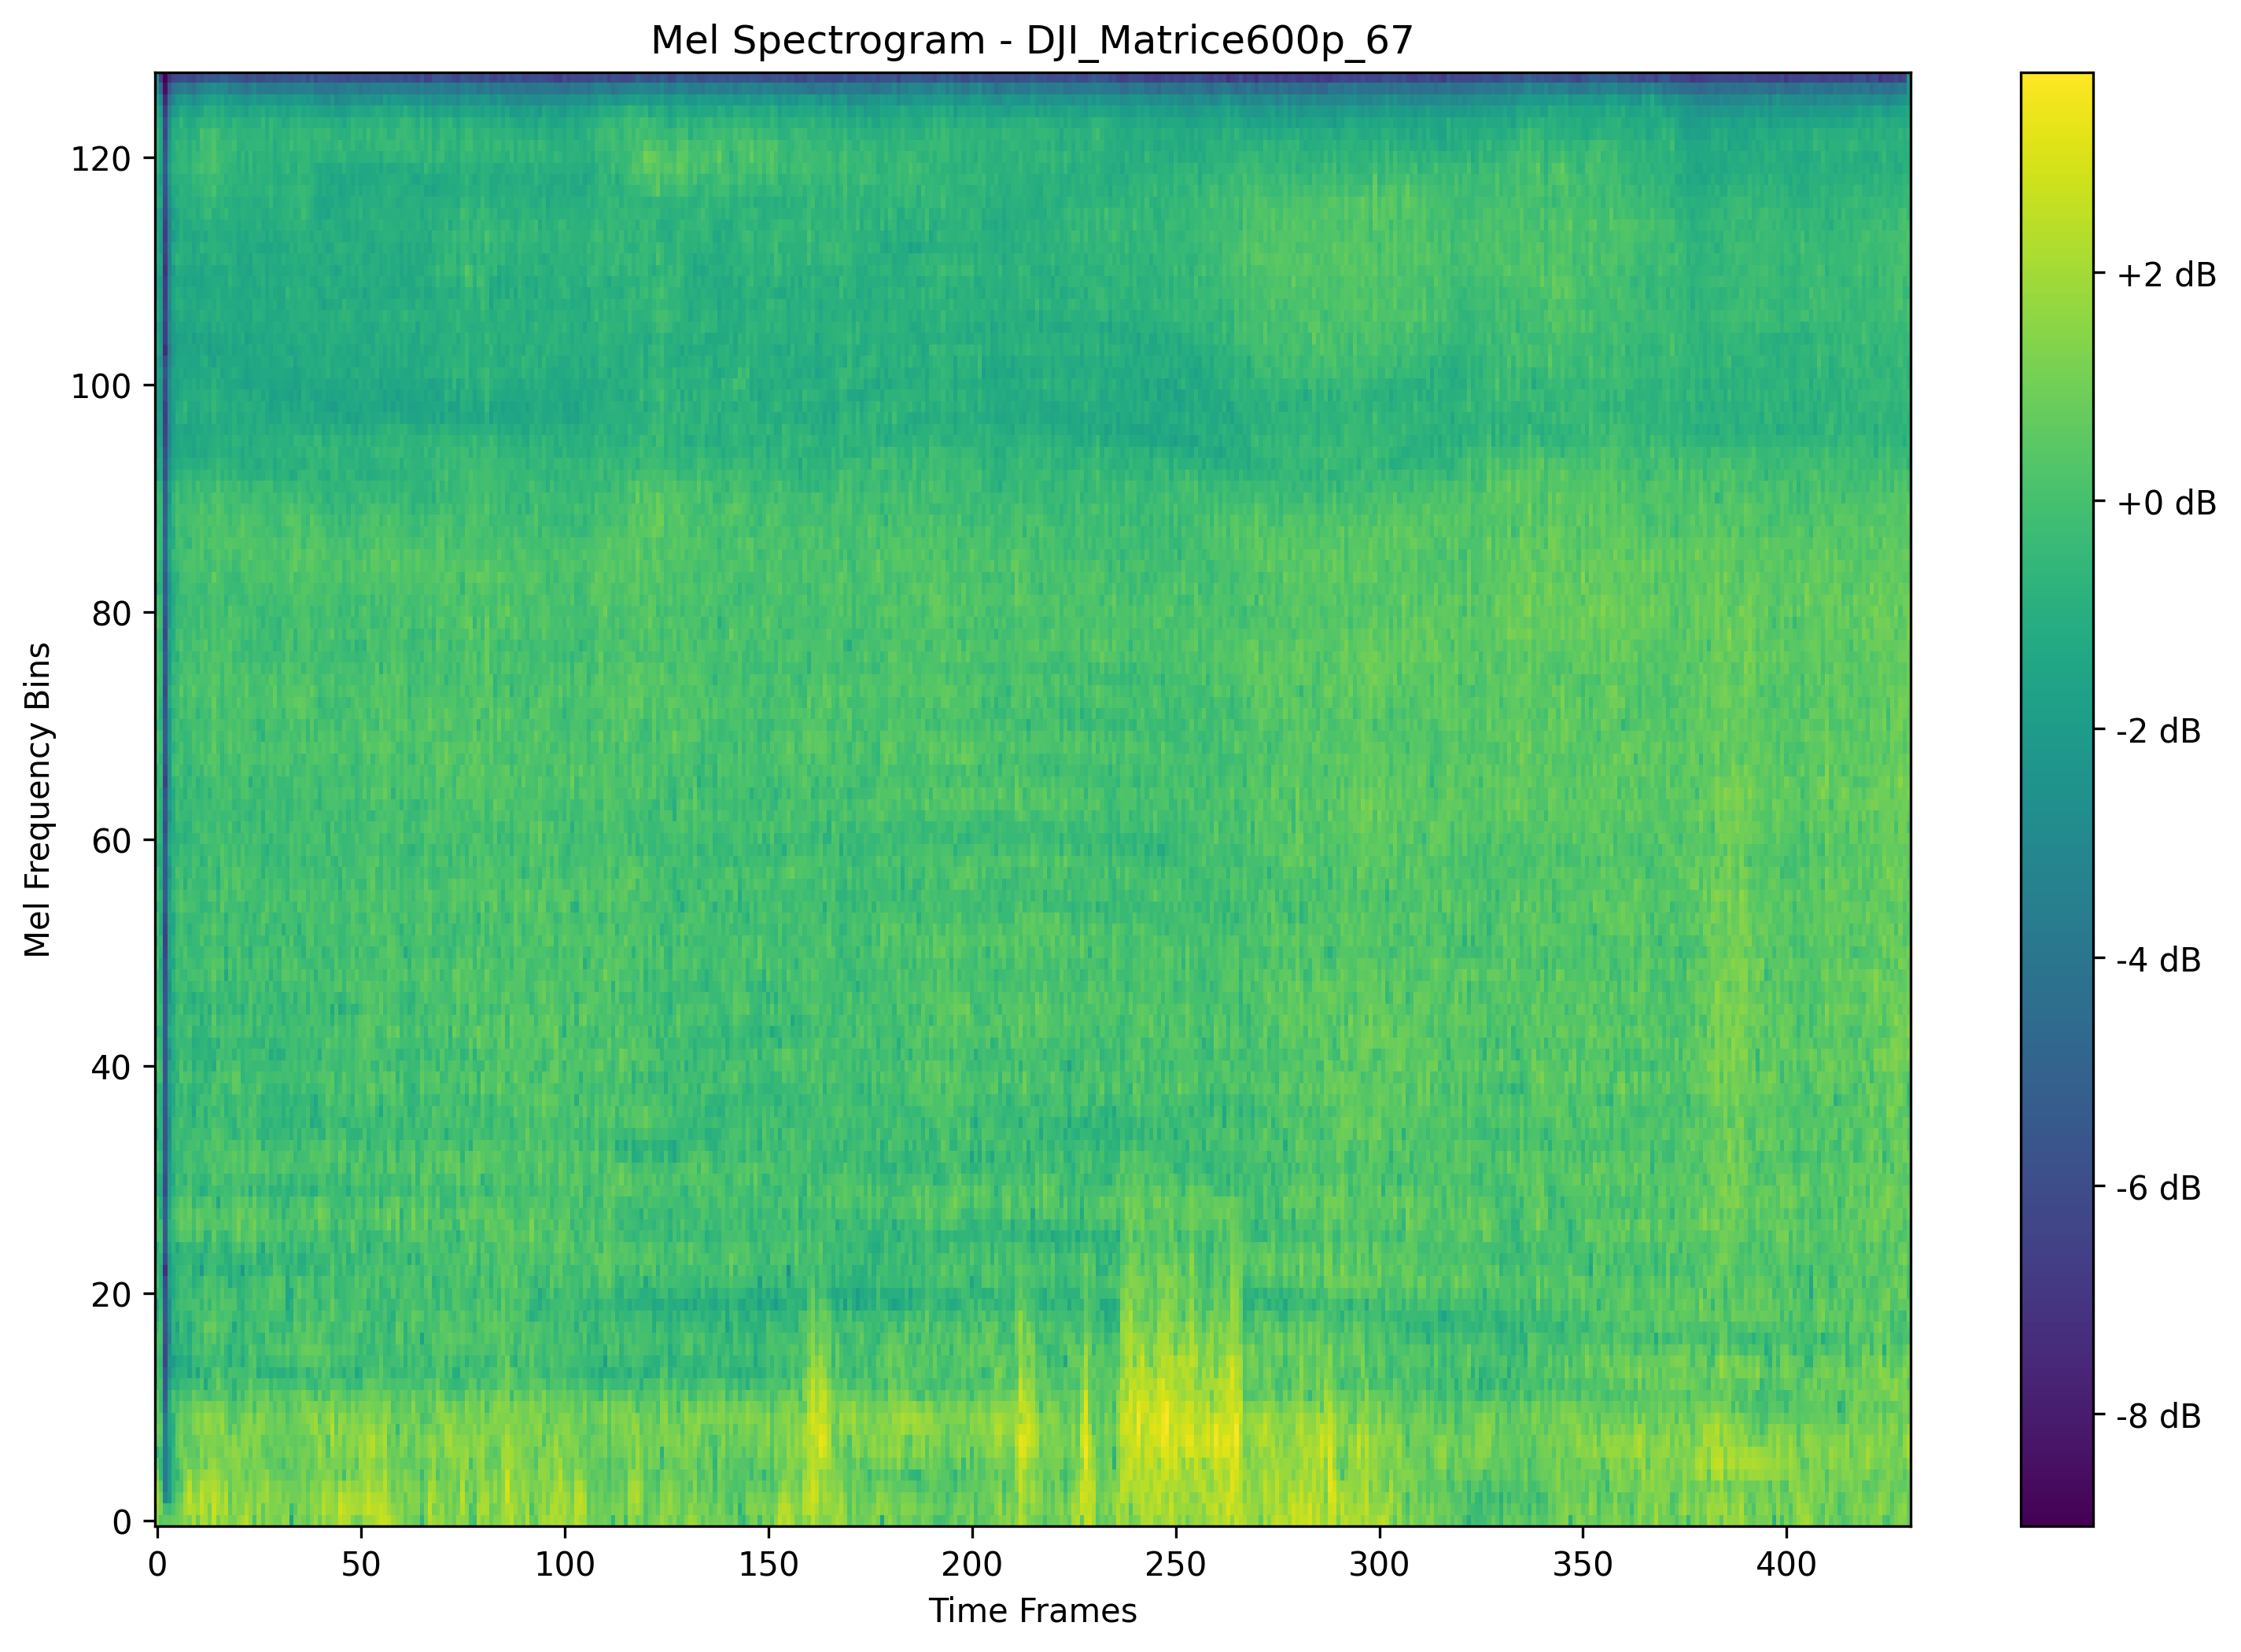 Mel Spectrogram - DJI_Matrice600p_67
120
100
80
60
40
20
0
Mel Frequency Bins
0 50 100 150 200 250 300 350 400
Time Frames
+2 dB
+0 dB
-2 dB
-4 dB
-6 dB
-8 dB